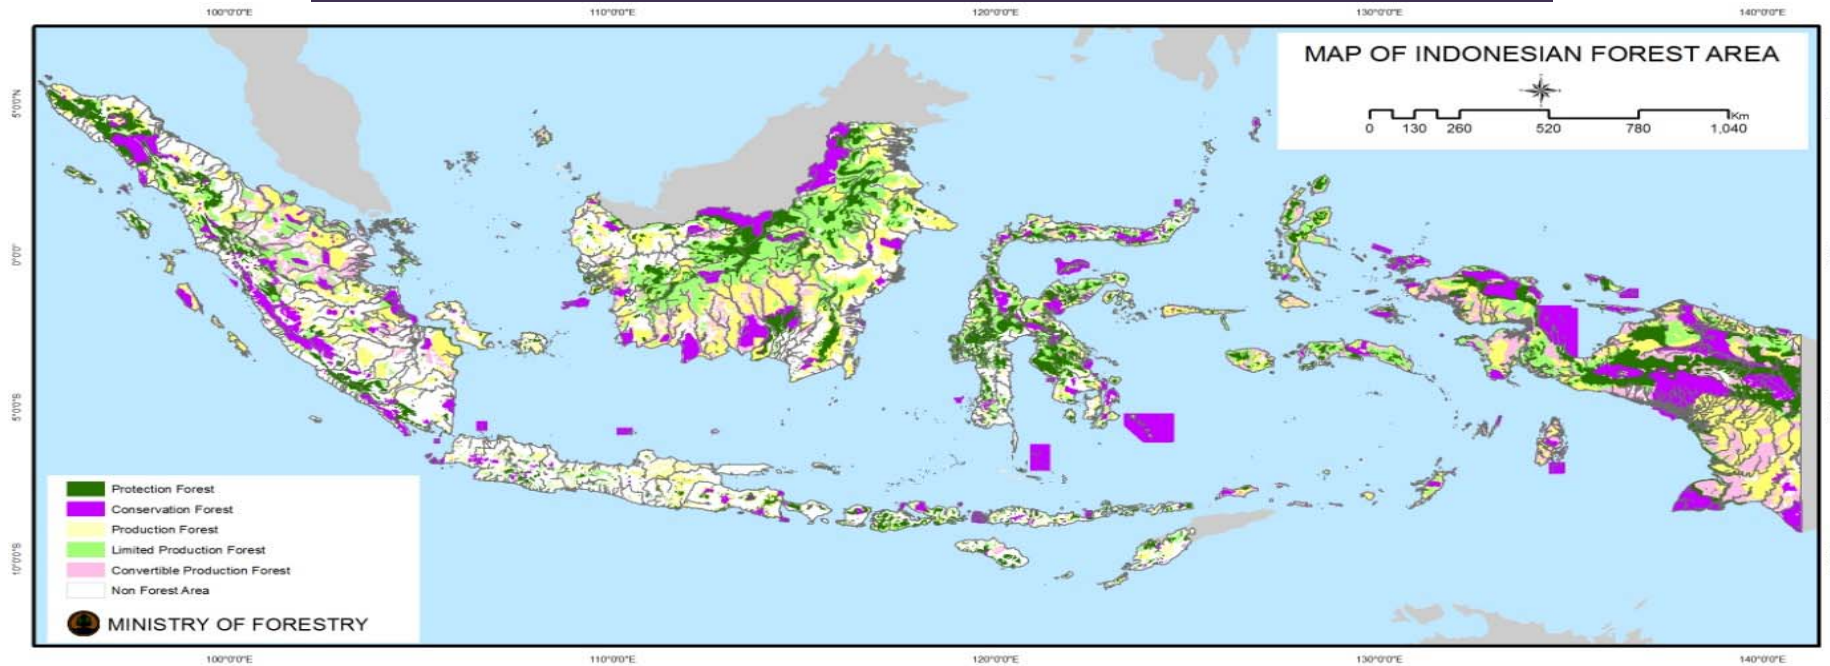 100°0'0"E 110°0'0"E 120°0'0"E 130°0'0"E 140°0'0"E
MAP OF INDONESIAN FOREST AREA
0 130 260 520 780 1,040
Km
5°0'0"N
0°0'0"
5°0'0"S
10°0'0"S
Protection Forest
Conservation Forest
Production Forest
Limited Production Forest
Convertible Production Forest
Non Forest Area
MINISTRY OF FORESTRY
100°0'0"E 110°0'0"E 120°0'0"E 130°0'0"E 140°0'0"E